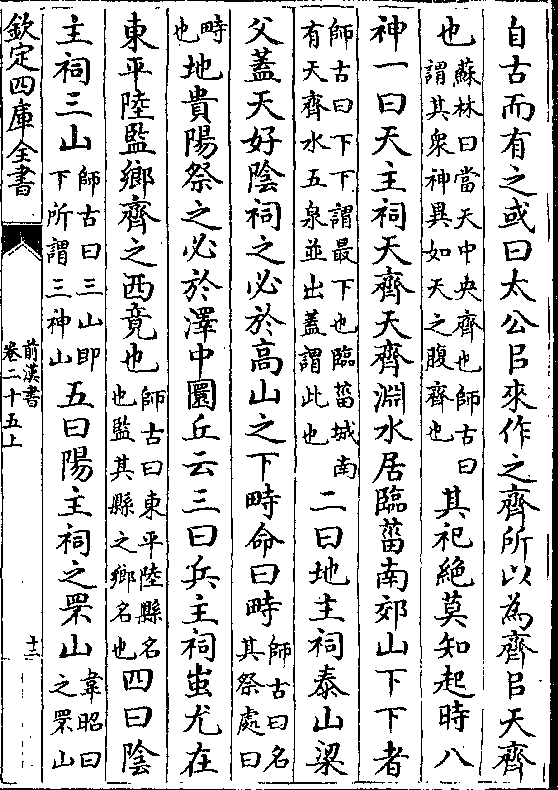 自古而有之或曰太公㠯來作之齊所以為齊㠯天齊
也蘇林曰當天中央齊也師古曰
謂其衆神異如天之腹齊也其祀絶莫知起時八
神一曰天主祠天齊天齊淵水居臨菑南郊山下下者
師古曰下下謂最下也臨菑城南
有天齊水五泉並出蓋謂此也二曰地主祠泰山梁
父蓋天好陰祠之必於高山之下畤命曰畤師古曰名
其祭處曰
畤
也地貴陽祭之必於澤中圜丘云三曰兵主祠蚩尤在
東平陸監鄉齊之西竟也師古曰東平陸縣名
也監其縣之鄉名也四曰陰
主祠三山師古曰三山即
下所謂三神山五曰陽主祠之罘山韋昭曰
之罘山
欽定四庫全書
前漢書
卷二十五上
十三